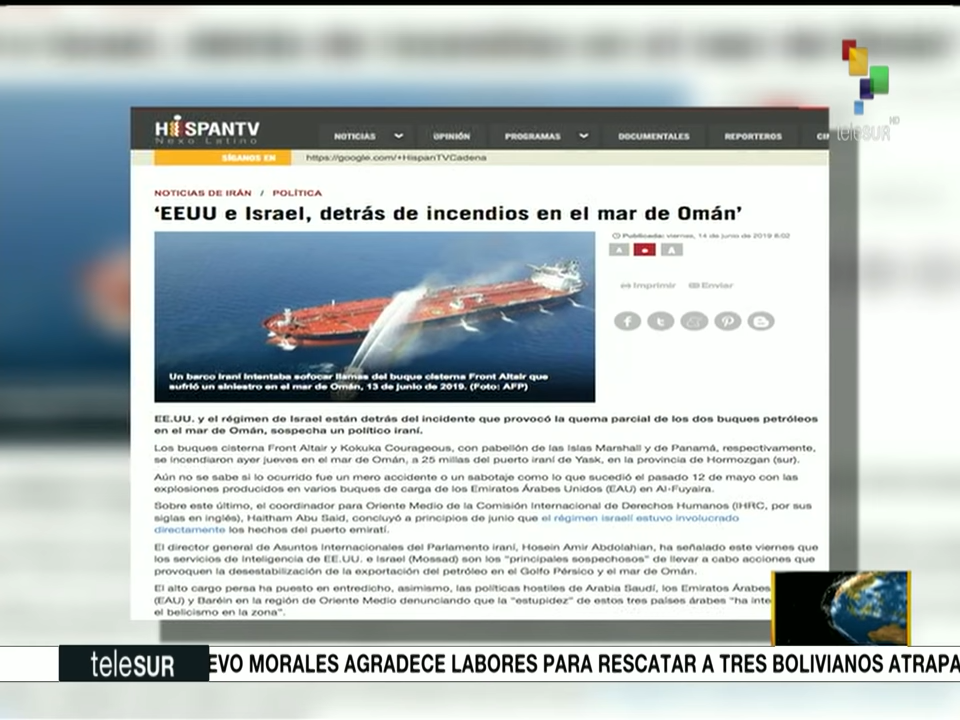 HISPANTV
Nexo Latino
NOTICIAS OPINIÓN PROGRAMAS DOCUMENTALES REPORTEROS
teleSUR HD
SÍGANOS EN https://google.com/+HispanTVCadena
NOTICIAS DE IRÁN / POLÍTICA
‘EEUU e Israel, detrás de incendios en el mar de Omán’
Publicada: viernes, 14 de junio de 2019 8:02
A A
Imprimir Enviar
Un barco iraní intentaba sofocar llamas del buque cisterna Front Altair que
sufrió un siniestro en el mar de Omán, 13 de junio de 2019. (Foto: AFP)
EE.UU. y el régimen de Israel están detrás del incidente que provocó la quema parcial de los dos buques petróleos
en el mar de Omán, sospecha un político iraní.
Los buques cisterna Front Altair y Kokuka Courageous, con pabellón de las Islas Marshall y de Panamá, respectivamente,
se incendiaron ayer jueves en el mar de Omán, a 25 millas del puerto iraní de Yask, en la provincia de Hormozgan (sur).
Aún no se sabe si lo ocurrido fue un mero accidente o un sabotaje como lo que sucedió el pasado 12 de mayo con las
explosiones producidos en varios buques de carga de los Emiratos Árabes Unidos (EAU) en Al-Fuyaira.
Sobre este último, el coordinador para Oriente Medio de la Comisión Internacional de Derechos Humanos (IHRC, por sus
siglas en inglés), Haitham Abu Said, concluyó a principios de junio que el régimen israelí estuvo involucrado
directamente los hechos del puerto emiratí.
El director general de Asuntos Internacionales del Parlamento iraní, Hosein Amir Abdolahian, ha señalado este viernes que
los servicios de inteligencia de EE.UU. e Israel (Mossad) son los “principales sospechosos” de llevar a cabo acciones que
provoquen la desestabilización de la exportación del petróleo en el Golfo Pérsico y el mar de Omán.
El alto cargo persa ha puesto en entredicho, asimismo, las políticas hostiles de Arabia Saudí, los Emiratos Árabes
(EAU) y Baréin en la región de Oriente Medio denunciando que la “estupidez” de estos tres países árabes “ha inte
el belicismo en la zona”.
teleSUR EVO MORALES AGRADECE LABORES PARA RESCATAR A TRES BOLIVIANOS ATRAPA